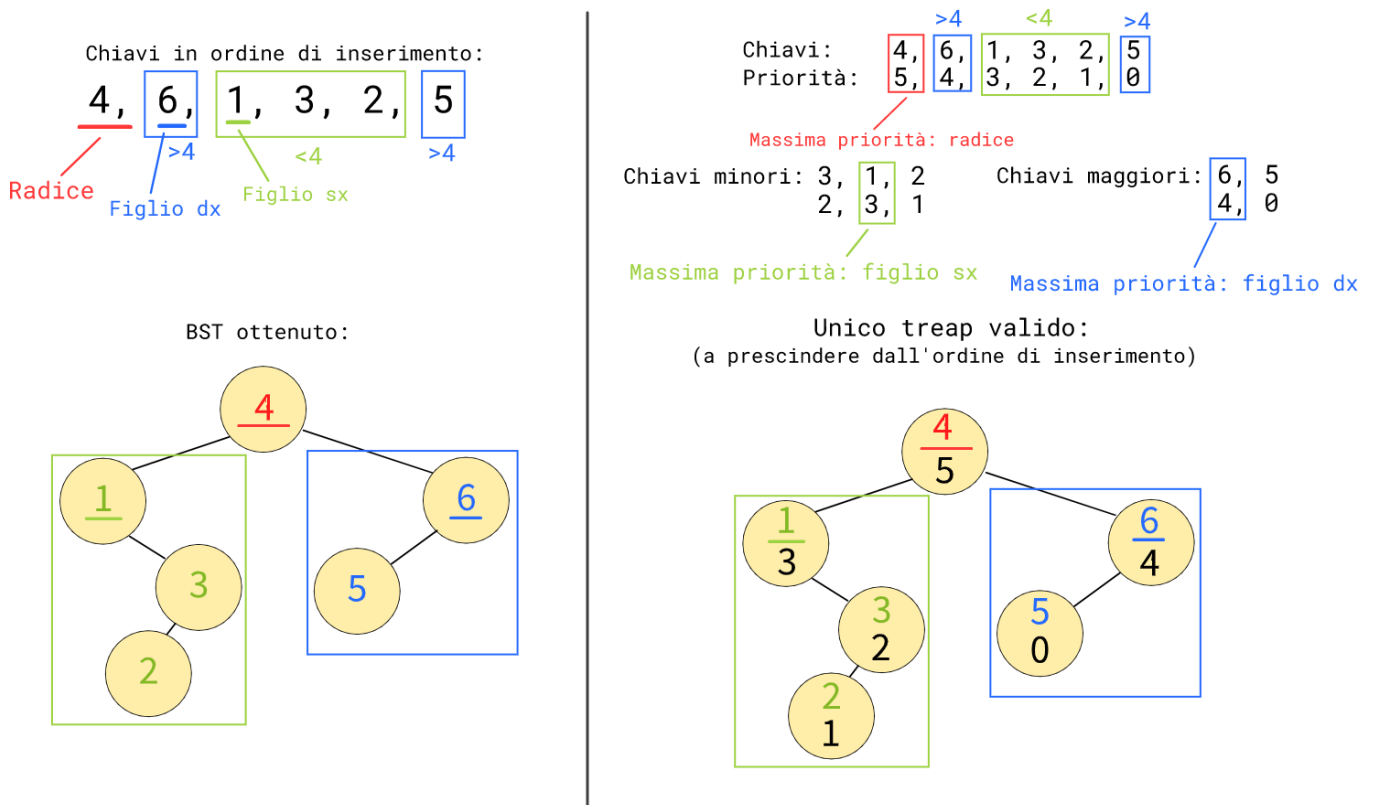 Chiavi in ordine di inserimento:
4, 6, 1, 3, 2, 5
>4
<4
>4
Radice
Figlio dx
Figlio sx
BST ottenuto:
4
1
6
3
5
2
>4
<4
>4
Chiavi: 4, 6, 1, 3, 2, 5
Priorità: 5, 4, 3, 2, 1, 0
Massima priorità: radice
Chiavi minori: 3, 1, 2
2, 3, 1
Massima priorità: figlio sx
Chiavi maggiori: 6, 5
4, 0
Massima priorità: figlio dx
Unico treap valido:
(a prescindere dall'ordine di inserimento)
4
5
1
3
6
4
3
2
5
0
2
1